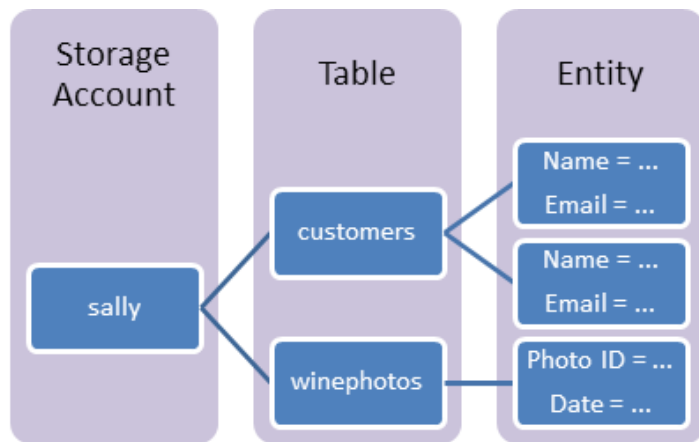 Storage
Account
Table
Entity
sally
customers
winephotos
Name = ...
Email = ...
Name = ...
Email = ...
Photo ID = ...
Date = ...